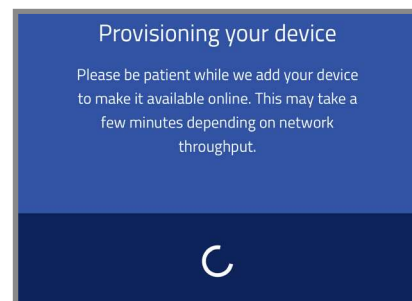 Provisioning your device
Please be patient while we add your device
to make it available online. This may take a
few minutes depending on network
throughput.